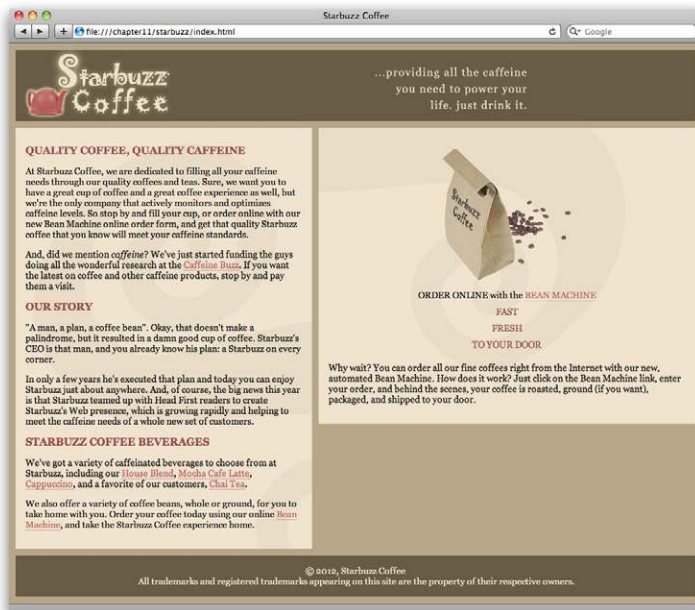 Starbuzz Coffee
file:///chapter11/starbuzz/index.html
Google
Starbuzz
Coffee
...providing all the caffeine
you need to power your
life. just drink it.
QUALITY COFFEE, QUALITY CAFFEINE
At Starbuzz Coffee, we are dedicated to filling all your caffeine
needs through our quality coffees and teas. Sure, we want you to
have a great cup of coffee and a great coffee experience as well, but
we're the only company that actively monitors and optimizes
caffeine levels. So stop by and fill your cup, or order online with our
new Bean Machine online order form, and get that quality Starbuzz
coffee that you know will meet your caffeine standards.
And, did we mention caffeine? We've just started funding the guys
doing all the wonderful research at the Caffeine Buzz. If you want
the latest on coffee and other caffeine products, stop by and pay
them a visit.
OUR STORY
"A man, a plan, a coffee bean". Okay, that doesn't make a
palindrome, but it resulted in a damn good cup of coffee. Starbuzz's
CEO is that man, and you already know his plan: a Starbuzz on every
corner.
In only a few years he's executed that plan and today you can enjoy
Starbuzz just about anywhere. And, of course, the big news this year
is that Starbuzz teamed up with Head First readers to create
Starbuzz's Web presence, which is growing rapidly and helping to
meet the caffeine needs of a whole new set of customers.
STARBUZZ COFFEE BEVERAGES
We've got a variety of caffeinated beverages to choose from at
Starbuzz, including our House Blend, Mocha Cafe Latte,
Cappuccino, and a favorite of our customers, Chai Tea.
We also offer a variety of coffee beans, whole or ground, for you to
take home with you. Order your coffee today using our online Bean
Machine, and take the Starbuzz Coffee experience home.
Starbuzz
Coffee
ORDER ONLINE with the BEAN MACHINE
FAST
FRESH
TO YOUR DOOR
Why wait? You can order all our fine coffees right from the Internet with our new,
automated Bean Machine. How does it work? Just click on the Bean Machine link, enter
your order, and behind the scenes, your coffee is roasted, ground (if you want),
packaged, and shipped to your door.
© 2012, Starbuzz Coffee
All trademarks and registered trademarks appearing on this site are the property of their respective owners.